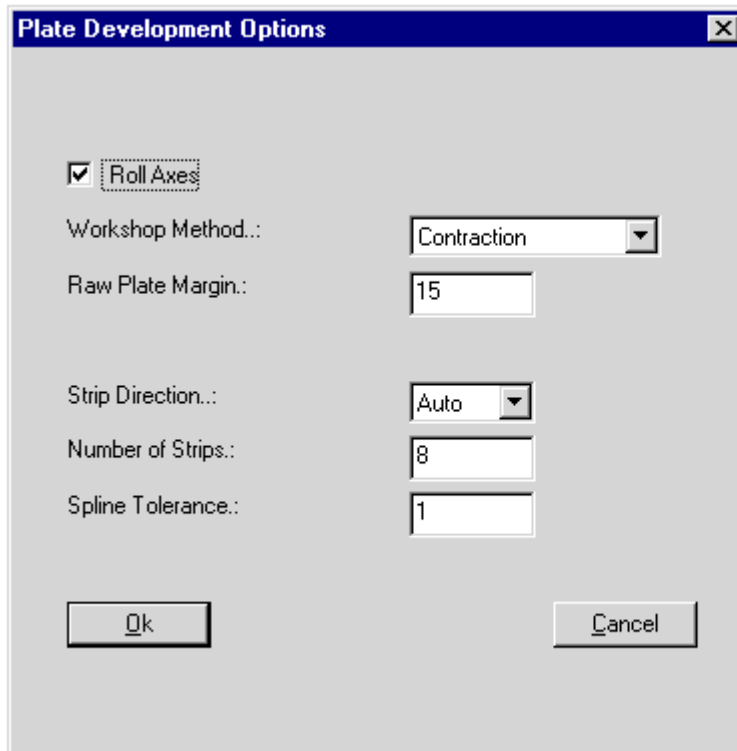 Plate Development Options
Roll Axes
Workshop Method..: Contraction
Raw Plate Margin.: 15
Strip Direction..: Auto
Number of Strips.: 8
Spline Tolerance.: 1
Ok Cancel